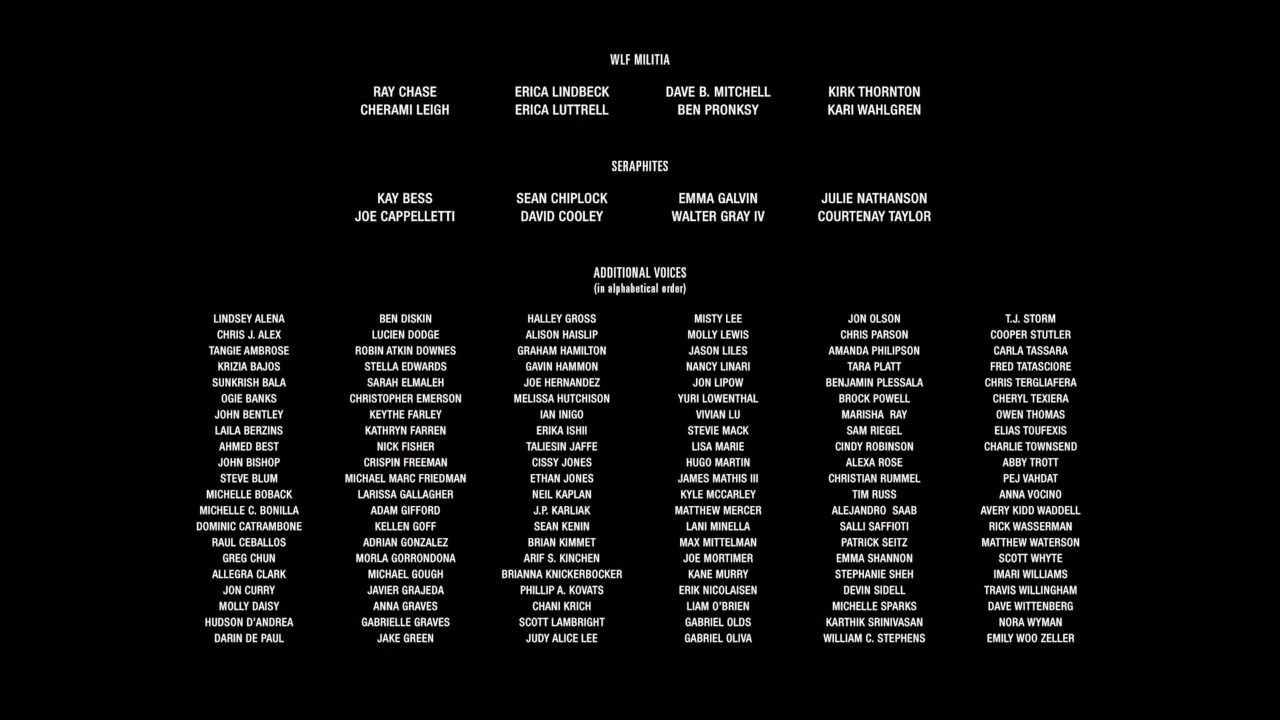 WLF MILITIA
RAY CHASE ERICA LINDBECK DAVE B. MITCHELL KIRK THORNTON
CHERAMI LEIGH ERICA LUTTRELL BEN PRONKSY KARI WAHLGREN
SERAPHITES
KAY BESS SEAN CHIPLOCK EMMA GALVIN JULIE NATHANSON
JOE CAPPELLETTI DAVID COOLEY WALTER GRAY IV COURTENAY TAYLOR
ADDITIONAL VOICES
(in alphabetical order)
LINDSEY ALENA BEN DISKIN HALLEY GROSS MISTY LEE JON OLSON T.J. STORM
CHRIS J. ALEX LUCIEN DODGE ALISON HAISLIP MOLLY LEWIS CHRIS PARSON COOPER STUTLER
TANGIE AMBROSE ROBIN ATKIN DOWNES GRAHAM HAMILTON JASON LILES AMANDA PHILIPSON CARLA TASSARA
KRIZIA BAJOS STELLA EDWARDS GAVIN HAMMON NANCY LINARI TARA PLATT FRED TATASCIORE
SUNKRISH BALA SARAH ELMALEH JOE HERNANDEZ JON LIPOW BENJAMIN PLESSALA CHRIS TERGLIAFERA
OGIE BANKS CHRISTOPHER EMERSON MELISSA HUTCHISON YURI LOWENTHAL BROCK POWELL CHERYL TEXIERA
JOHN BENTLEY KEYTHE FARLEY IAN INIGO VIVIAN LU MARISHA RAY OWEN THOMAS
LAILA BERZINS KATHRYN FARREN ERIKA ISHII STEVIE MACK SAM RIEGEL ELIAS TOUFEXIS
AHMED BEST NICK FISHER TALIESIN JAFFE LISA MARIE CINDY ROBINSON CHARLIE TOWNSEND
JOHN BISHOP CRISPIN FREEMAN CISSY JONES HUGO MARTIN ALEXA ROSE ABBY TROTT
STEVE BLUM MICHAEL MARC FRIEDMAN ETHAN JONES JAMES MATHIS III CHRISTIAN RUMMEL PEJ VAHDAT
MICHELLE BOBACK LARISSA GALLAGHER NEIL KAPLAN KYLE MCCARLEY TIM RUSS ANNA VOCINO
MICHELLE C. BONILLA ADAM GIFFORD J.P. KARLIAK MATTHEW MERCER ALEJANDRO SAAB AVERY KIDD WADDELL
DOMINIC CATRAMBONE KELLEN GOFF SEAN KENIN LANI MINELLA SALLI SAFFIOTI RICK WASSERMAN
RAUL CEBALLOS ADRIAN GONZALEZ BRIAN KIMMET MAX MITTELMAN PATRICK SEITZ MATTHEW WATERSON
GREG CHUN MORLA GORRONDONA ARIF S. KINCHEN JOE MORTIMER EMMA SHANNON SCOTT WHYTE
ALLEGRA CLARK MICHAEL GOUGH BRIANNA KNICKERBOCKER KANE MURRY STEPHANIE SHEH IMARI WILLIAMS
JON CURRY JAVIER GRAJEDA PHILLIP A. KOVATS ERIK NICOLAISEN DEVIN SIDELL TRAVIS WILLINGHAM
MOLLY DAISY ANNA GRAVES CHANI KRICH LIAM O'BRIEN MICHELLE SPARKS DAVE WITTENBERG
HUDSON D'ANDREA GABRIELLE GRAVES SCOTT LAMBRIGHT GABRIEL OLDS KARTHIK SRINIVASAN NORA WYMAN
DARIN DE PAUL JAKE GREEN JUDY ALICE LEE GABRIEL OLIVA WILLIAM C. STEPHENS EMILY WOO ZELLER